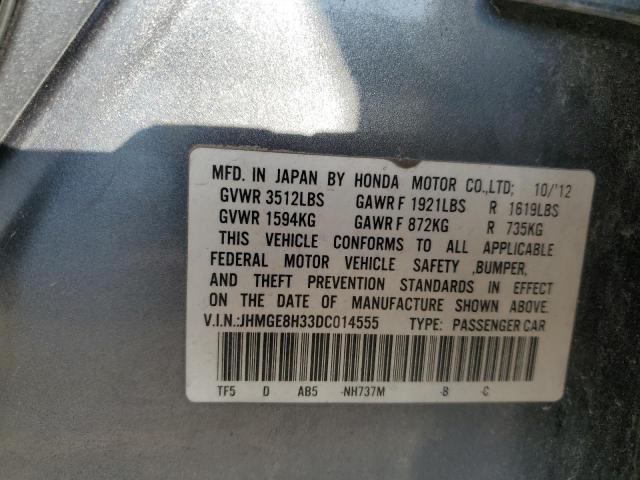 MFD. IN JAPAN BY HONDA MOTOR CO.,LTD; 10/'12
GVWR 3512LBS GAWR F 1921LBS R 1619LBS
GVWR 1594KG GAWR F 872KG R 735KG
THIS VEHICLE CONFORMS TO ALL APPLICABLE
FEDERAL MOTOR VEHICLE SAFETY ,BUMPER,
AND THEFT PREVENTION STANDARDS IN EFFECT
ON THE DATE OF MANUFACTURE SHOWN ABOVE.
V.I.N.:JHMGE8H33DC014555 TYPE: PASSENGER CAR
TF5 D AB5 -NH737M -B -C